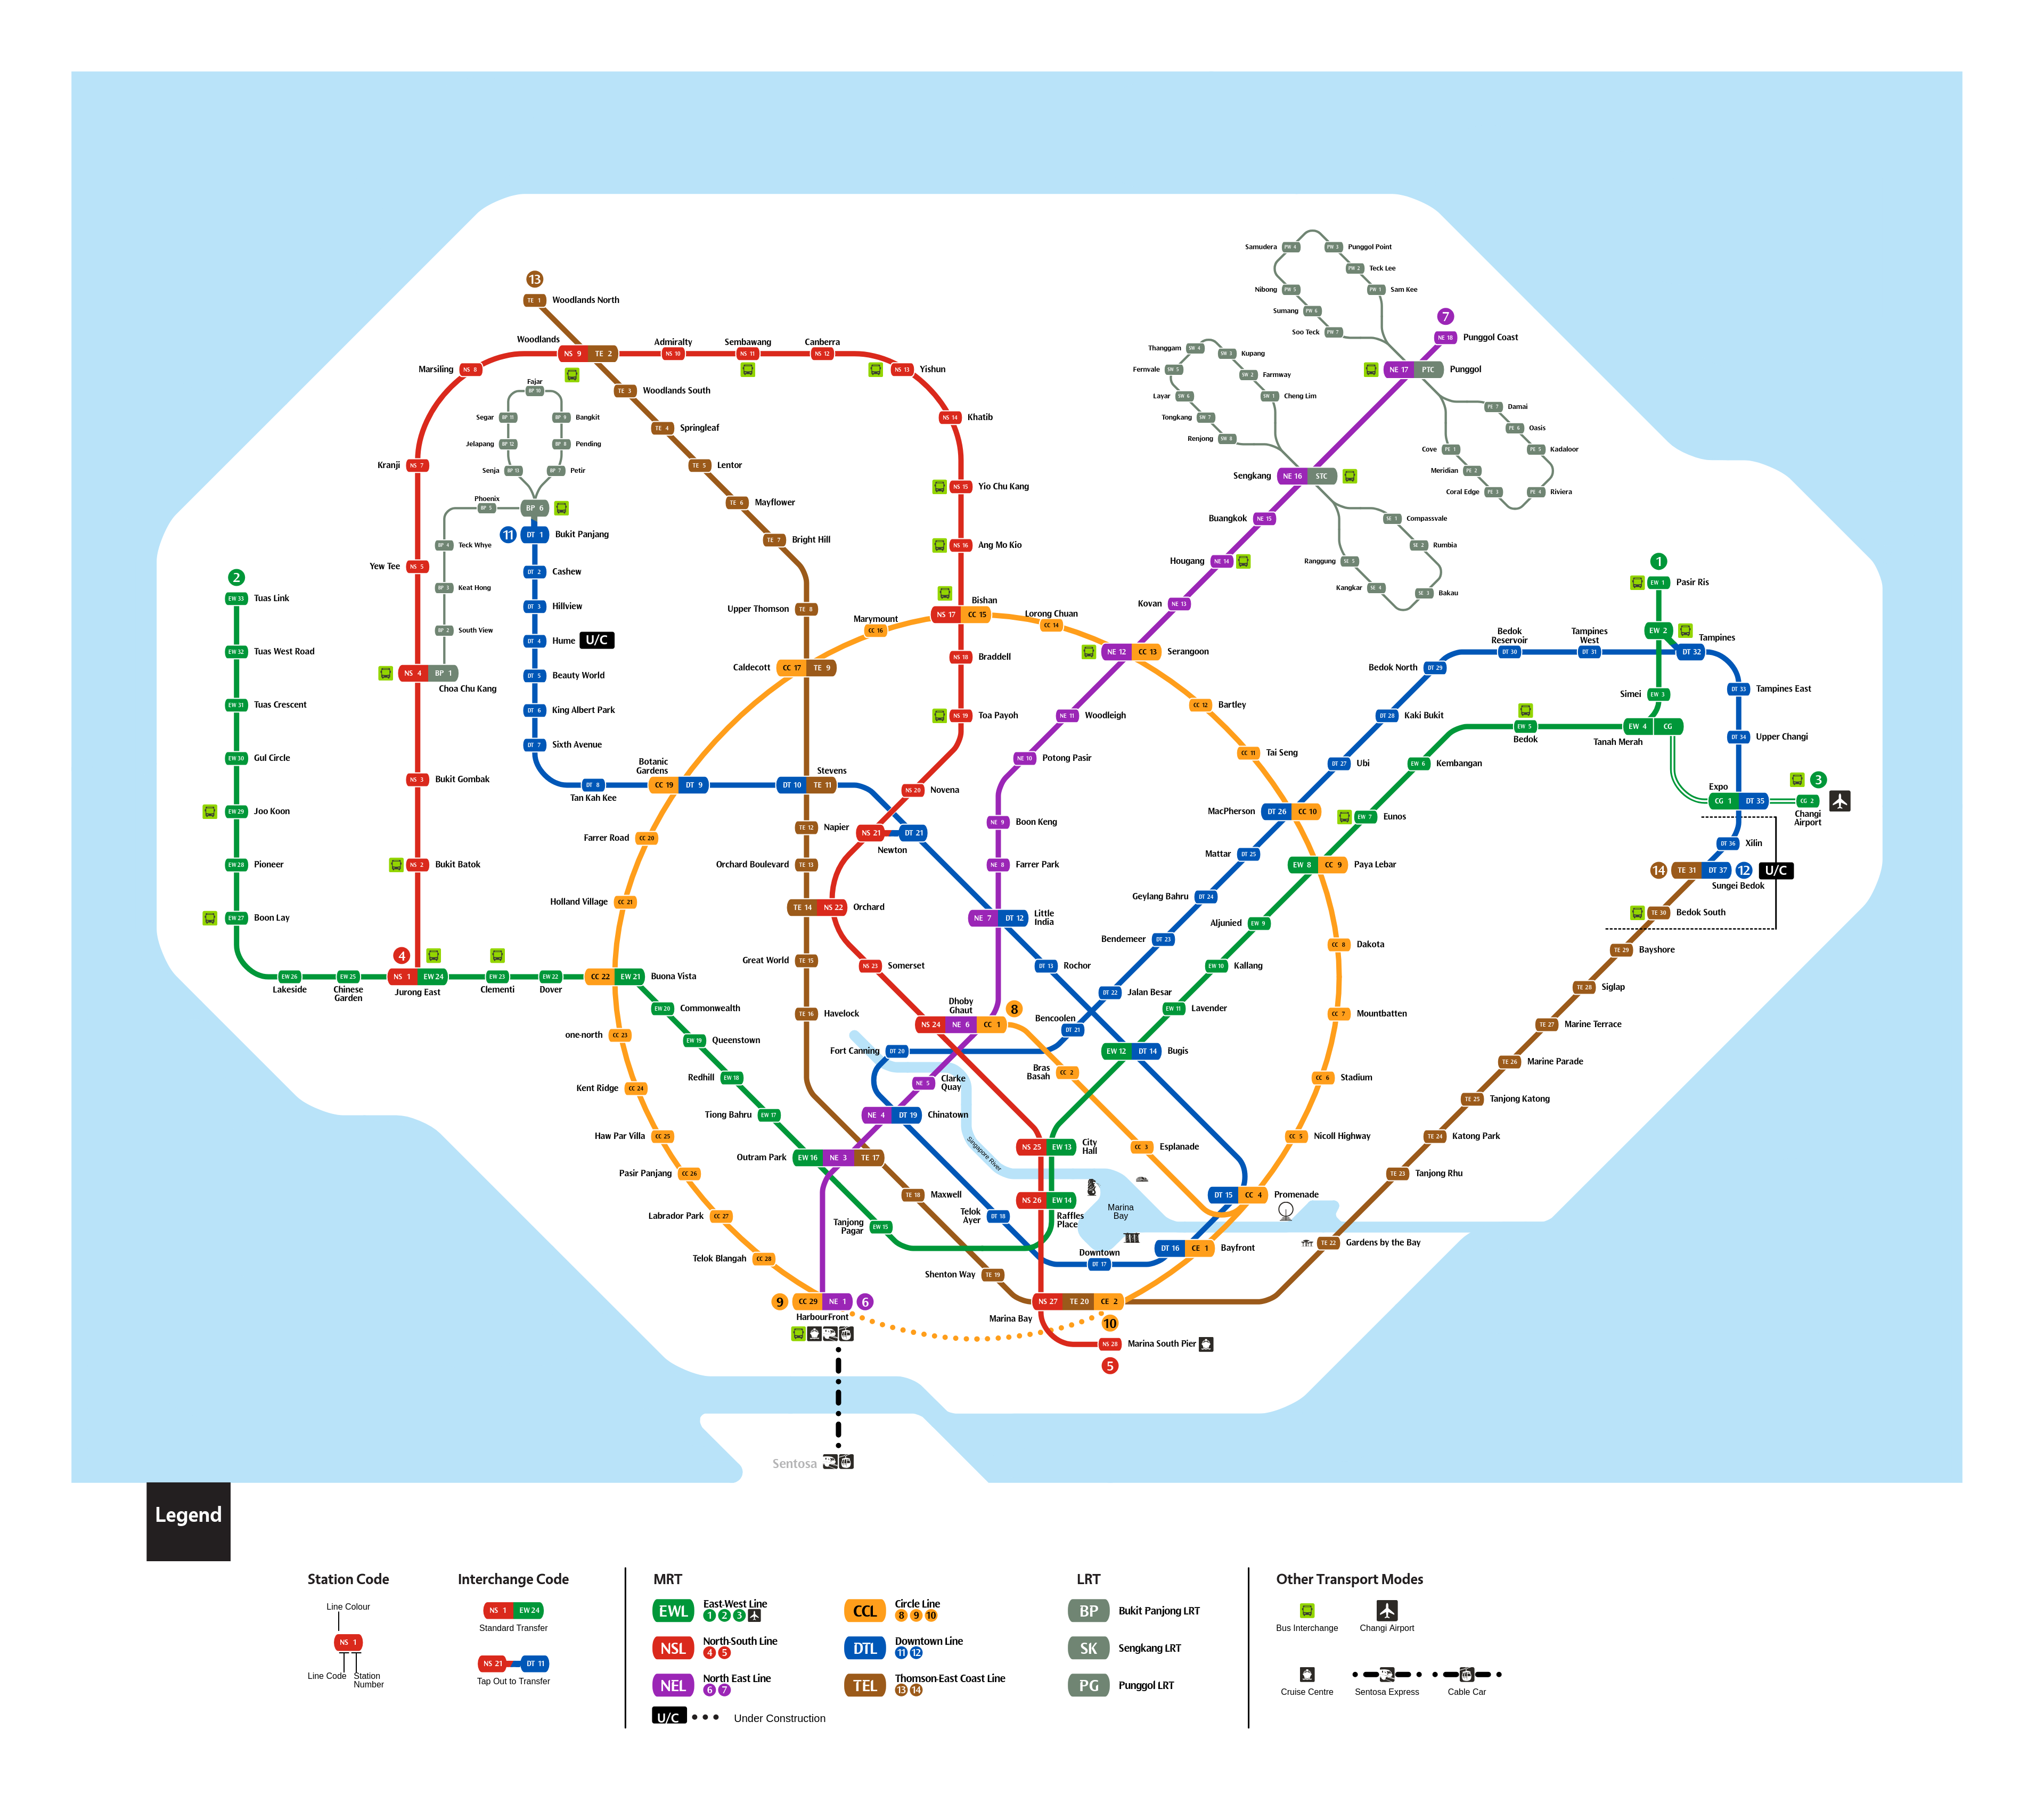 13
TE 1
Woodlands North
Woodlands
NS 9
TE 2
Admiralty
NS 10
Sembawang
NS 11
Canberra
NS 12
NS 13
Yishun
Marsiling
NS 8
TE 3
Woodlands South
NS 14
Khatib
TE 4
Springleaf
Kranji
NS 7
TE 5
Lentor
NS 15
Yio Chu Kang
TE 6
Mayflower
TE 7
Bright Hill
NS 16
Ang Mo Kio
Fajar
BP 10
Segar
BP 11
BP 9
Bangkit
Jelapang
BP 12
BP 8
Pending
Senja
BP 13
BP 7
Petir
Phoenix
BP 5
BP 6
11
DT 1
Bukit Panjang
BP 4
Teck Whye
BP 3
Keat Hong
BP 2
South View
Yew Tee
NS 5
NS 4
BP 1
Choa Chu Kang
DT 2
Cashew
DT 3
Hillview
DT 4
Hume
U/C
DT 5
Beauty World
DT 6
King Albert Park
DT 7
Sixth Avenue
DT 8
Tan Kah Kee
NS 3
Bukit Gombak
NS 2
Bukit Batok
2
EW 33
Tuas Link
EW 32
Tuas West Road
EW 31
Tuas Crescent
EW 30
Gul Circle
EW 29
Joo Koon
EW 28
Pioneer
EW 27
Boon Lay
EW 26
Lakeside
EW 25
Chinese
Garden
4
NS 1
EW 24
Jurong East
EW 23
Clementi
EW 22
Dover
CC 22
EW 21
Buona Vista
Samudera
PW 4
PW 3
Punggol Point
PW 2
Teck Lee
Nibong
PW 5
PW 1
Sam Kee
Sumang
PW 6
Soo Teck
PW 7
7
NE 18
Punggol Coast
NE 17
PTC
Punggol
Thanggam
SW 4
SW 3
Kupang
Fernvale
SW 5
SW 2
Farmway
Layar
SW 6
SW 1
Cheng Lim
Tongkang
SW 7
Renjong
SW 8
PE 7
Damai
PE 6
Oasis
Cove
PE 1
PE 5
Kadaloor
Meridian
PE 2
Coral Edge
PE 3
PE 4
Riviera
Sengkang
NE 16
STC
Buangkok
NE 15
SE 1
Compassvale
SE 2
Rumbia
Ranggung
SE 5
Kangkar
SE 4
SE 3
Bakau
Hougang
NE 14
Kovan
NE 13
Upper Thomson
TE 8
Marymount
CC 16
Bishan
NS 17
CC 15
Lorong Chuan
CC 14
NE 12
CC 13
Serangoon
Caldecott
CC 17
TE 9
NS 18
Braddell
NS 19
Toa Payoh
NE 11
Woodleigh
CC 12
Bartley
NE 10
Potong Pasir
CC 11
Tai Seng
Botanic
Gardens
CC 19
DT 9
Stevens
DT 10
TE 11
NS 20
Novena
TE 12
Napier
NS 21
DT 21
Newton
NE 9
Boon Keng
MacPherson
DT 26
CC 10
Farrer Road
CC 20
Orchard Boulevard
TE 13
NE 8
Farrer Park
Mattar
DT 25
EW 8
CC 9
Paya Lebar
Holland Village
CC 21
TE 14
NS 22
Orchard
NE 7
DT 12
Little
India
Geylang Bahru
DT 24
Aljunied
EW 9
Bendemeer
DT 23
CC 8
Dakota
Great World
TE 15
NS 23
Somerset
DT 13
Rochor
EW 10
Kallang
DT 22
Jalan Besar
EW 11
Lavender
CC 7
Mountbatten
1
EW 1
Pasir Ris
EW 2
Tampines
DT 32
Bedok
Reservoir
DT 30
Tampines
West
DT 31
Bedok North
DT 29
DT 33
Tampines East
Simei
EW 3
DT 28
Kaki Bukit
EW 5
Bedok
EW 4
CG
Tanah Merah
DT 34
Upper Changi
DT 27
Ubi
EW 6
Kembangan
EW 7
Eunos
Expo
CG 1
DT 35
3
CG 2
Changi
Airport
DT 36
Xilin
14
TE 31
DT 37
12
U/C
Sungei Bedok
TE 30
Bedok South
TE 29
Bayshore
TE 28
Siglap
TE 27
Marine Terrace
TE 26
Marine Parade
TE 25
Tanjong Katong
TE 24
Katong Park
TE 23
Tanjong Rhu
TE 22
Gardens by the Bay
EW 20
Commonwealth
one-north
CC 23
EW 19
Queenstown
Kent Ridge
CC 24
Redhill
EW 18
Tiong Bahru
EW 17
Haw Par Villa
CC 25
Pasir Panjang
CC 26
Labrador Park
CC 27
Telok Blangah
CC 28
TE 16
Havelock
Dhoby
Ghaut
NS 24
NE 6
CC 1
8
Bencoolen
DT 21
Fort Canning
DT 20
EW 12
DT 14
Bugis
Bras
Basah
CC 2
NE 5
Clarke
Quay
CC 6
Stadium
NE 4
DT 19
Chinatown
Outram Park
EW 16
NE 3
TE 17
Singapore River
NS 25
EW 13
City
Hall
CC 3
Esplanade
CC 5
Nicoll Highway
TE 18
Maxwell
NS 26
EW 14
Raffles
Place
Marina
Bay
DT 15
CC 4
Promenade
Tanjong
Pagar
EW 15
Telok
Ayer
DT 18
Downtown
DT 17
DT 16
CE 1
Bayfront
Shenton Way
TE 19
9
CC 29
NE 1
6
HarbourFront
Marina Bay
NS 27
TE 20
CE 2
10
NS 28
Marina South Pier
5
Sentosa
Legend
Station Code
Line Colour
NS 1
Line Code
Station
Number
Interchange Code
NS 1
EW 24
Standard Transfer
NS 21
DT 11
Tap Out to Transfer
MRT
EWL
East-West Line
1 2 3
NSL
North-South Line
4 5
NEL
North East Line
6 7
U/C
Under Construction
CCL
Circle Line
8 9 10
DTL
Downtown Line
11 12
TEL
Thomson-East Coast Line
13 14
LRT
BP
Bukit Panjong LRT
SK
Sengkang LRT
PG
Punggol LRT
Other Transport Modes
Bus Interchange
Changi Airport
Cruise Centre
Sentosa Express
Cable Car